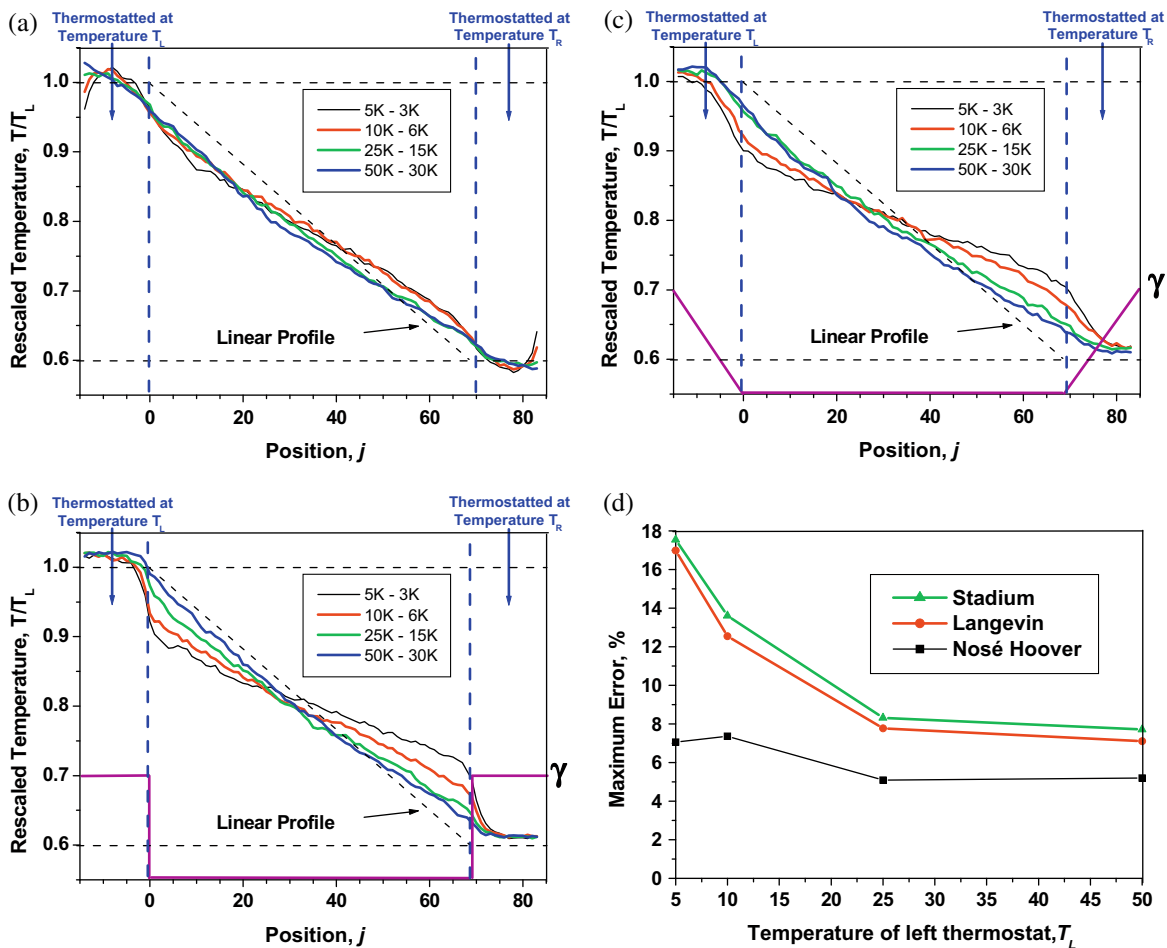 (a)
Thermostatted at
Temperature T_L
Thermostatted at
Temperature T_R
Rescaled Temperature, T/T_L
1.0
0.9
0.8
0.7
0.6
5K - 3K
10K - 6K
25K - 15K
50K - 30K
Linear Profile
0 20 40 60 80
Position, j
(c)
Thermostatted at
Temperature T_L
Thermostatted at
Temperature T_R
Rescaled Temperature, T/T_L
1.0
0.9
0.8
0.7
0.6
5K - 3K
10K - 6K
25K - 15K
50K - 30K
γ
Linear Profile
0 20 40 60 80
Position, j
(b)
Thermostatted at
Temperature T_L
Thermostatted at
Temperature T_R
Rescaled Temperature, T/T_L
1.0
0.9
0.8
0.7
0.6
5K - 3K
10K - 6K
25K - 15K
50K - 30K
γ
Linear Profile
0 20 40 60 80
Position, j
(d)
Maximum Error, %
18
16
14
12
10
8
6
4
2
0
Stadium
Langevin
Nosé Hoover
5 10 15 20 25 30 35 40 45 50
Temperature of left thermostat,T_L